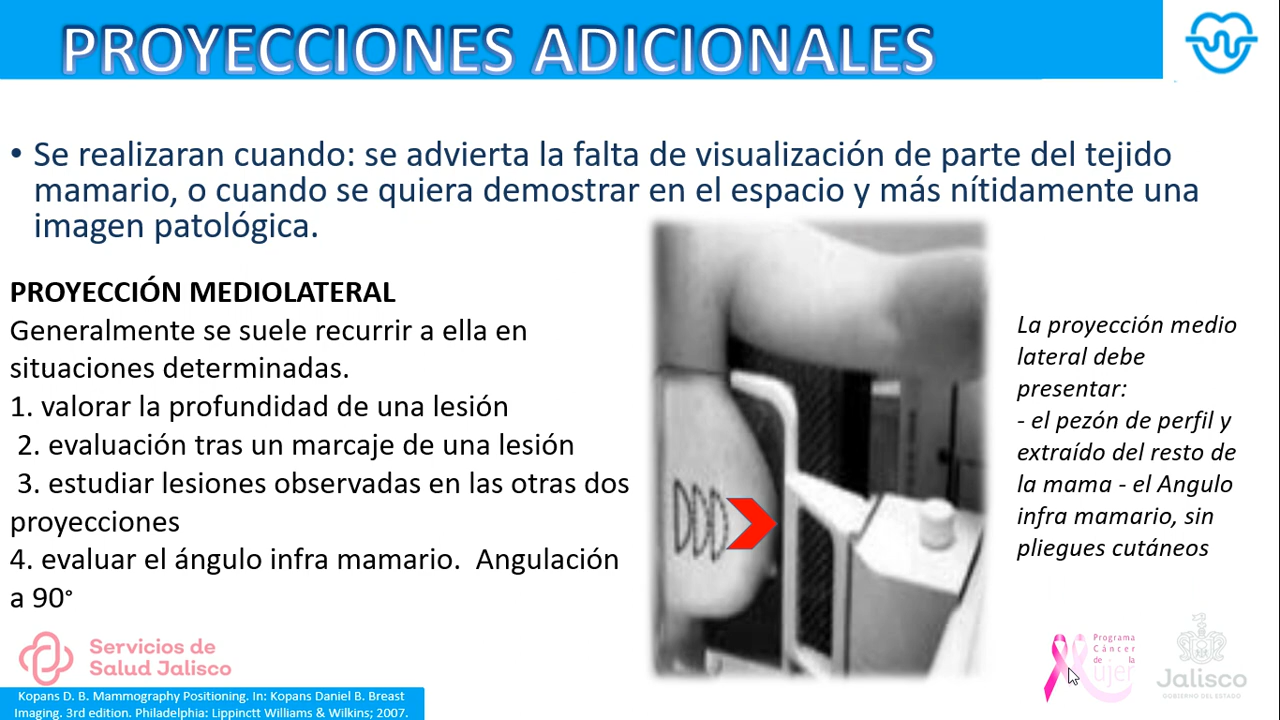 PROYECCIONES ADICIONALES
• Se realizaran cuando: se advierta la falta de visualización de parte del tejido
mamario, o cuando se quiera demostrar en el espacio y más nítidamente una
imagen patológica.
PROYECCIÓN MEDIOLATERAL
Generalmente se suele recurrir a ella en
situaciones determinadas.
1. valorar la profundidad de una lesión
2. evaluación tras un marcaje de una lesión
3. estudiar lesiones observadas en las otras dos
proyecciones
4. evaluar el ángulo infra mamario. Angulación
a 90°
DDD
La proyección medio
lateral debe
presentar:
- el pezón de perfil y
extraído del resto de
la mama - el Angulo
infra mamario, sin
pliegues cutáneos
Servicios de
Salud Jalisco
Kopans D. B. Mammography Positioning. In: Kopans Daniel B. Breast
Imaging. 3rd edition. Philadelphia: Lippinctt Williams & Wilkins; 2007.
Programa
Cáncer
de la
ujer
Jalisco
GOBIERNO DEL ESTADO